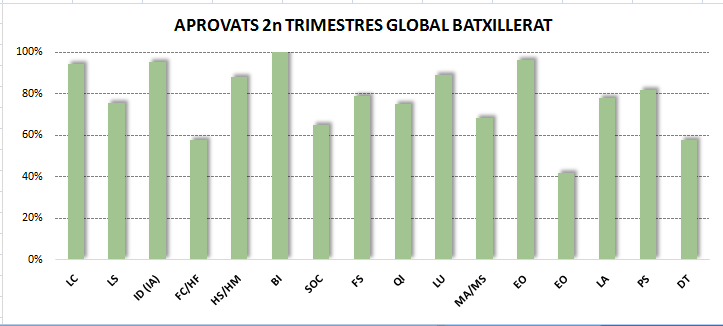 APROVATS 2n TRIMESTRES GLOBAL BATXILLERAT
100%
80%
60%
40%
20%
0%
LC
LS
ID (IA)
FC/HF
HS/HM
BI
SOC
FS
QI
LU
MA/MS
EO
EO
LA
PS
DT